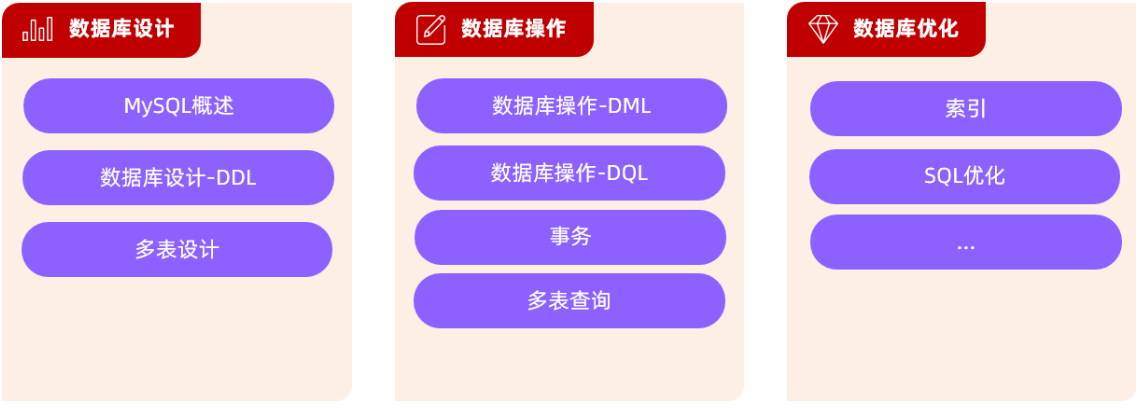 数据库设计
MySQL概述
数据库设计-DDL
多表设计
数据库操作
数据库操作-DML
数据库操作-DQL
事务
多表查询
数据库优化
索引
SQL优化
...